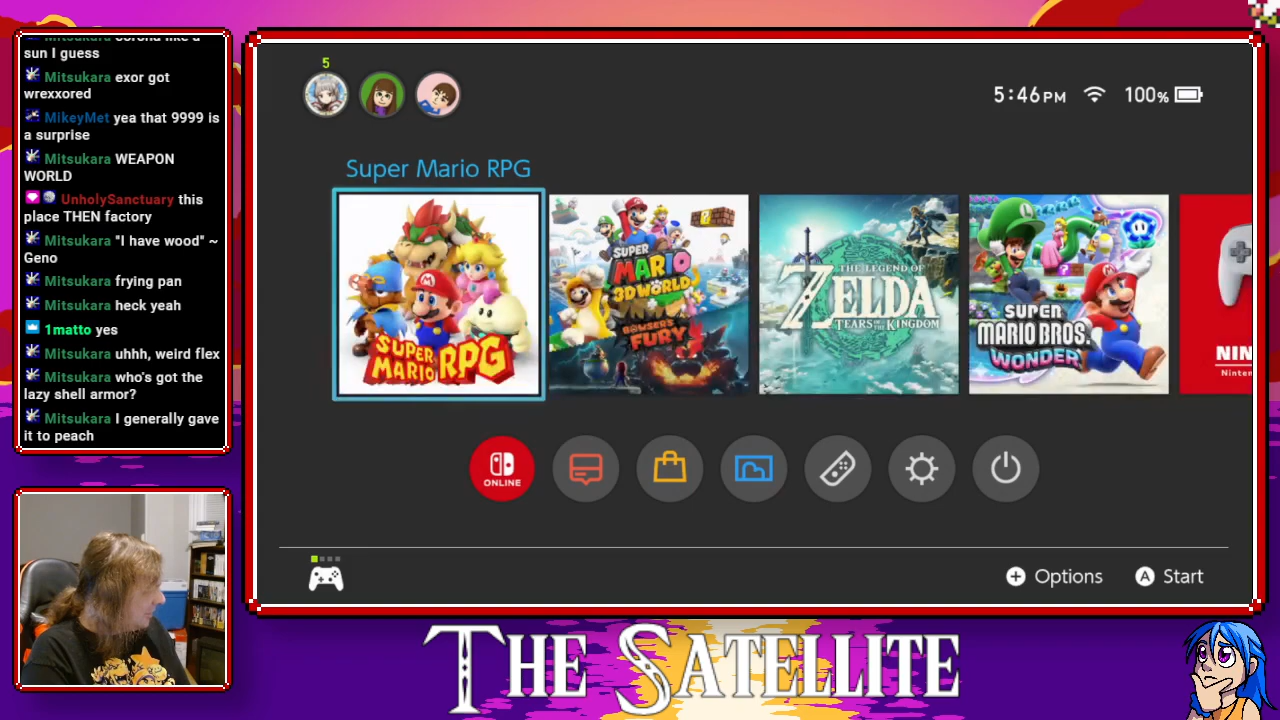 sun I guess
Mitsukara exor got
wrexxored
MikeyMet yea that 9999 is
a surprise
Mitsukara WEAPON
WORLD
UnholySanctuary this
place THEN factory
Mitsukara "I have wood" ~
Geno
Mitsukara frying pan
Mitsukara heck yeah
1matto yes
Mitsukara uhhh, weird flex
Mitsukara who's got the
lazy shell armor?
Mitsukara I generally gave
it to peach
5
5:46PM 100%
Super Mario RPG
SUPER
MARIO RPG
SUPER
MARIO
3D WORLD
BOWSER'S
FURY
THE LEGEND OF
ZELDA
TEARS OF THE KINGDOM
SUPER
MARIO BROS.
WONDER
ONLINE
Options
A Start
THE SATELLITE